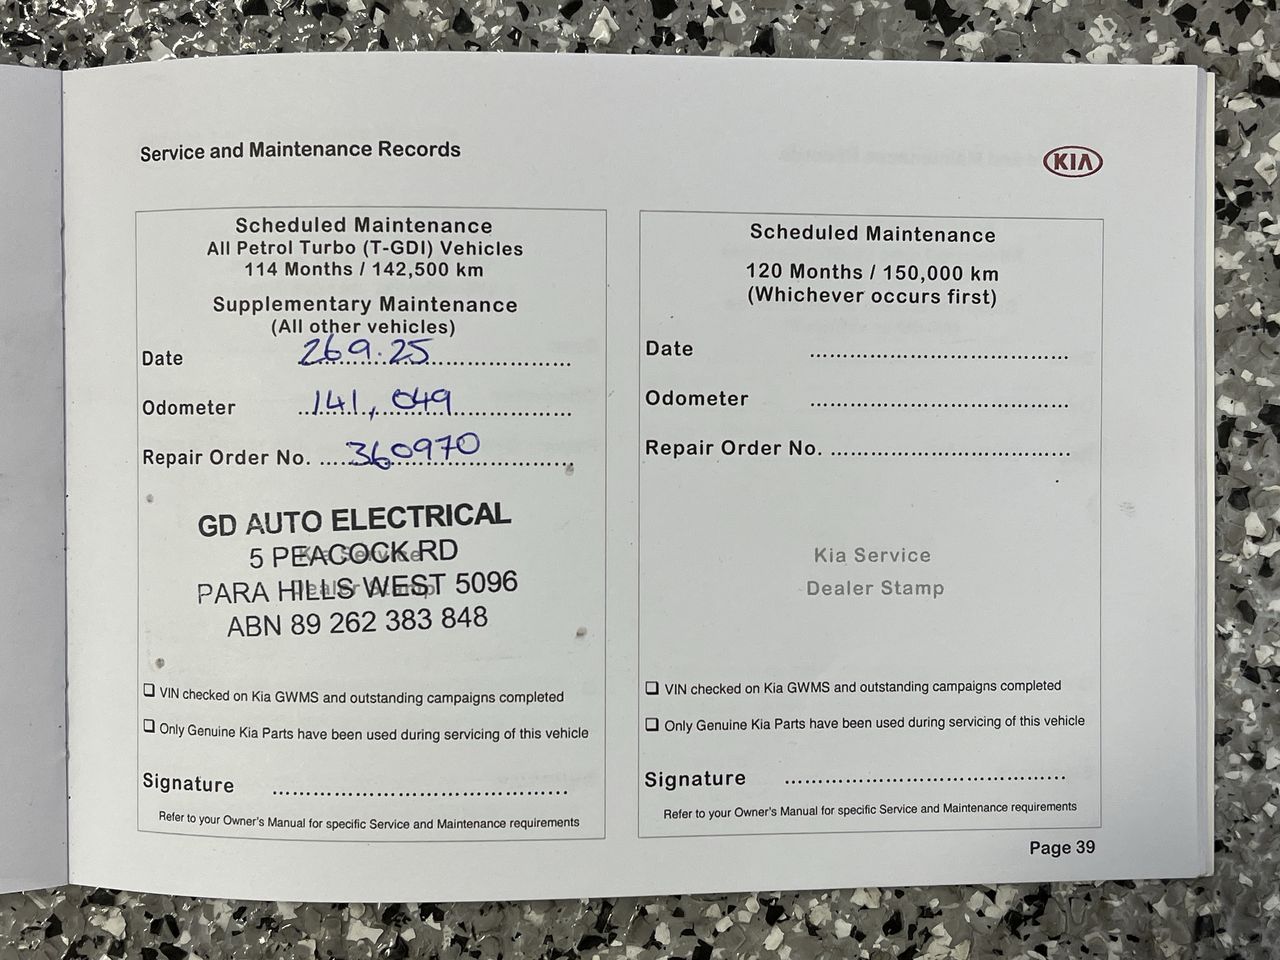 Service and Maintenance Records
KIA
Scheduled Maintenance
All Petrol Turbo (T-GDI) Vehicles
114 Months / 142,500 km
Supplementary Maintenance
(All other vehicles)
Date 26.9.25
Odometer 141,049
Repair Order No. 360970
Kia Service
Dealer Stamp
GD AUTO ELECTRICAL
5 PEACOCK RD
PARA HILLS WEST 5096
ABN 89 262 383 848
❑ VIN checked on Kia GWMS and outstanding campaigns completed
❑ Only Genuine Kia Parts have been used during servicing of this vehicle
Signature ........................................
Refer to your Owner's Manual for specific Service and Maintenance requirements
Scheduled Maintenance
120 Months / 150,000 km
(Whichever occurs first)
Date ........................................
Odometer ........................................
Repair Order No. ........................................
Kia Service
Dealer Stamp
❑ VIN checked on Kia GWMS and outstanding campaigns completed
❑ Only Genuine Kia Parts have been used during servicing of this vehicle
Signature ........................................
Refer to your Owner's Manual for specific Service and Maintenance requirements
Page 39